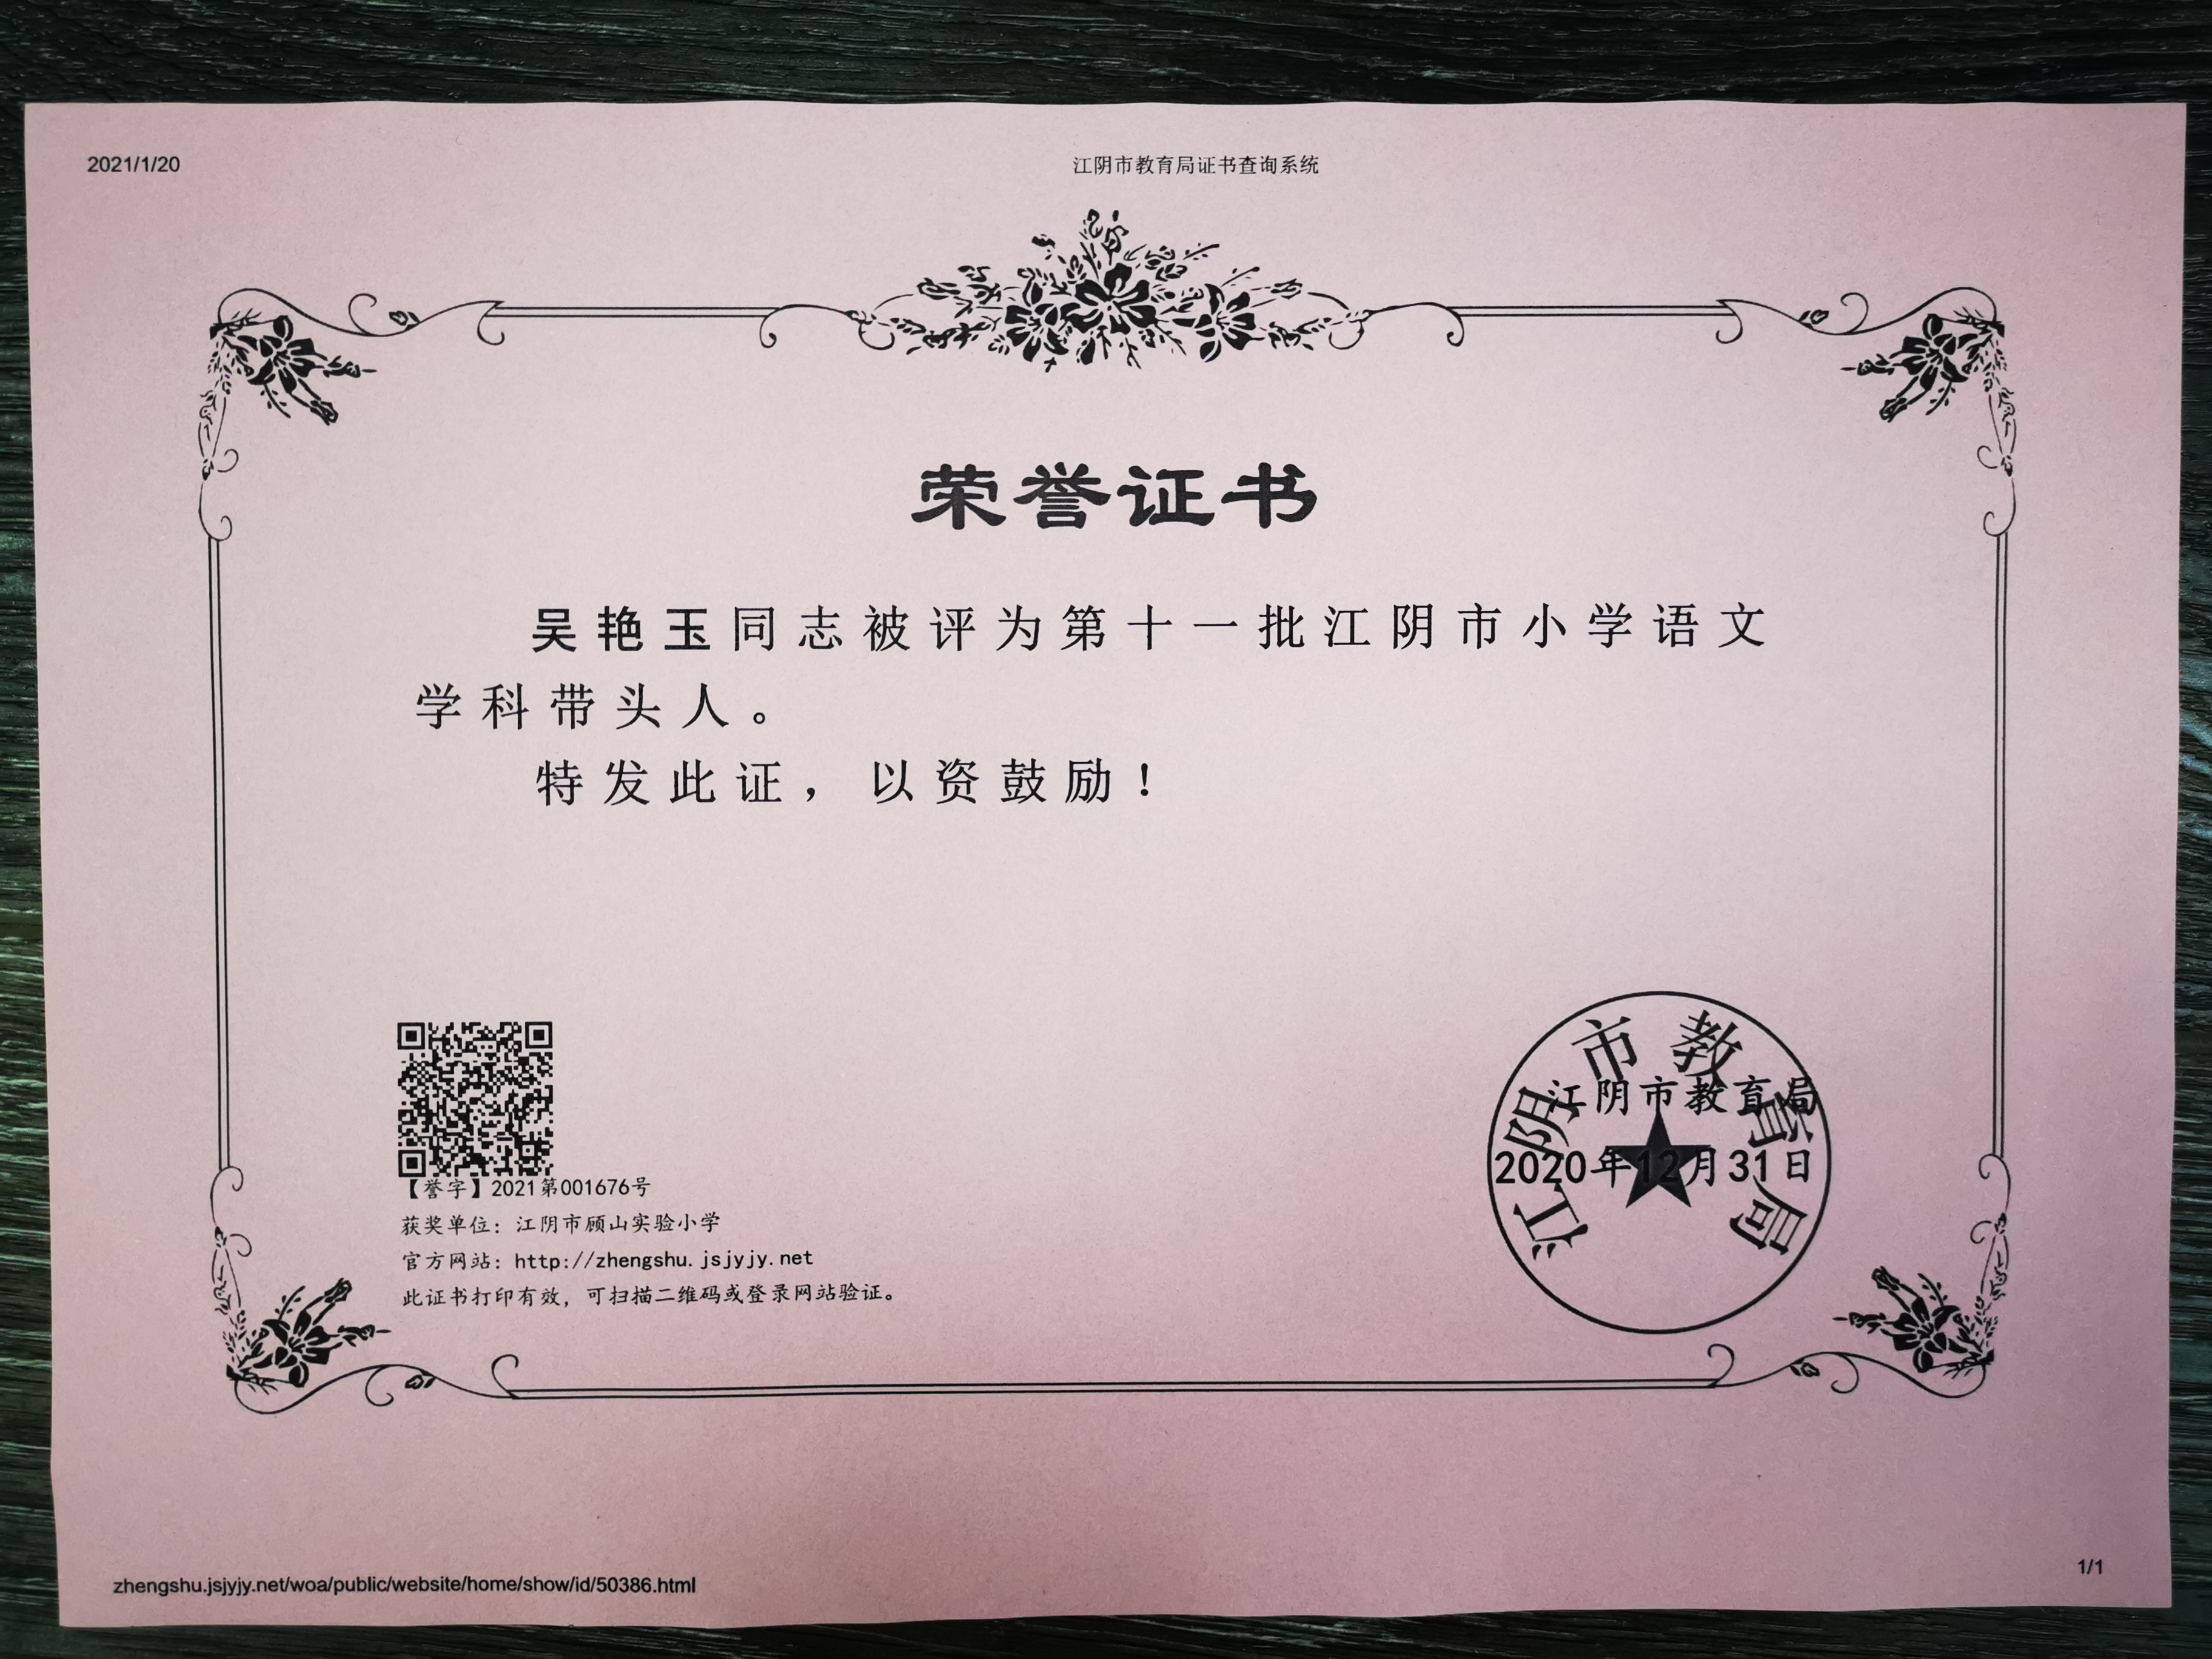 2021/1/20
江阴市教育局证书查询系统
荣誉证书
吴艳玉同志被评为第十一批江阴市小学语文
学科带头人。
特发此证，以资鼓励！
江阴市教育局
江阴市教育局
2020年12月31日
【誉字】2021第001676号
获奖单位：江阴市顾山实验小学
官方网站：http://zhengshu.jsjyjy.net
此证书打印有效，可扫描二维码或登录网站验证。
zhengshu.jsjyjy.net/woa/public/website/home/show/id/50386.html
1/1